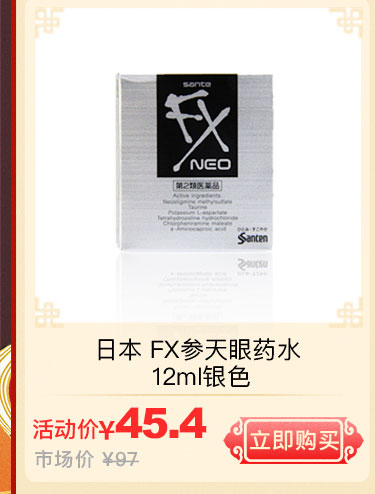 sante
FX
NEO
第2類医薬品
Active ingredients
Neostigmine methylsulfate
Taurine
Potassium L-aspartate
Tetrahydrozoline hydrochloride
Chlorpheniramine maleate
ε-Aminocaproic acid
Santen
日本 FX参天眼药水
12ml银色
活动价¥45.4
市场价 ¥97
立即购买